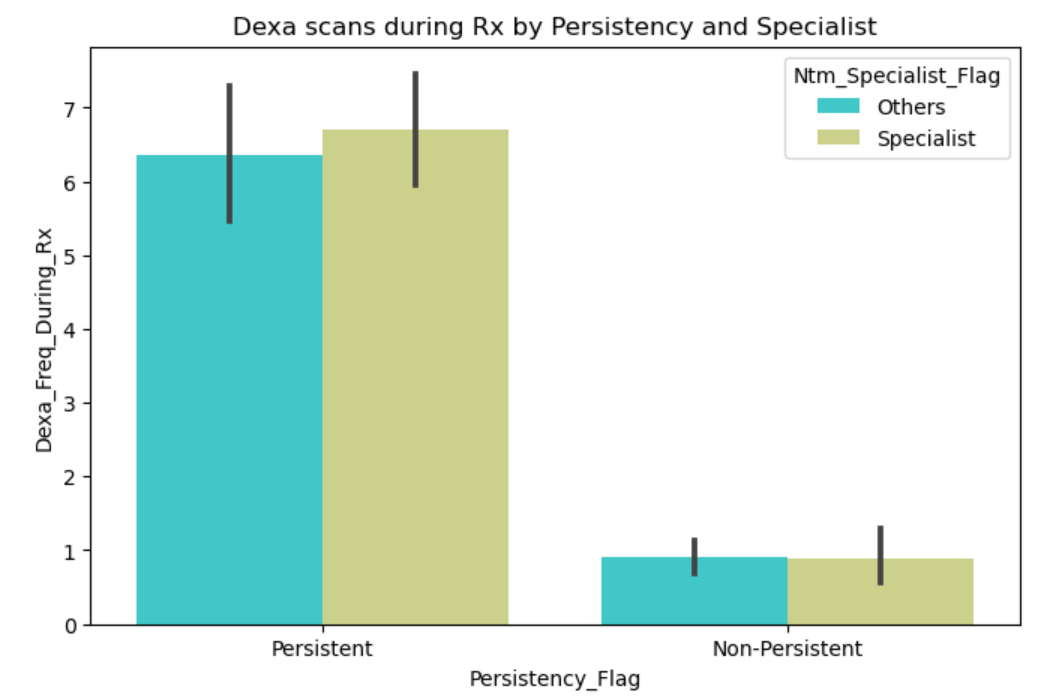 Dexa scans during Rx by Persistency and Specialist
Ntm_Specialist_Flag
Others
Specialist
Dexa_Freq_During_Rx
7
6
5
4
3
2
1
0
Persistent
Non-Persistent
Persistency_Flag